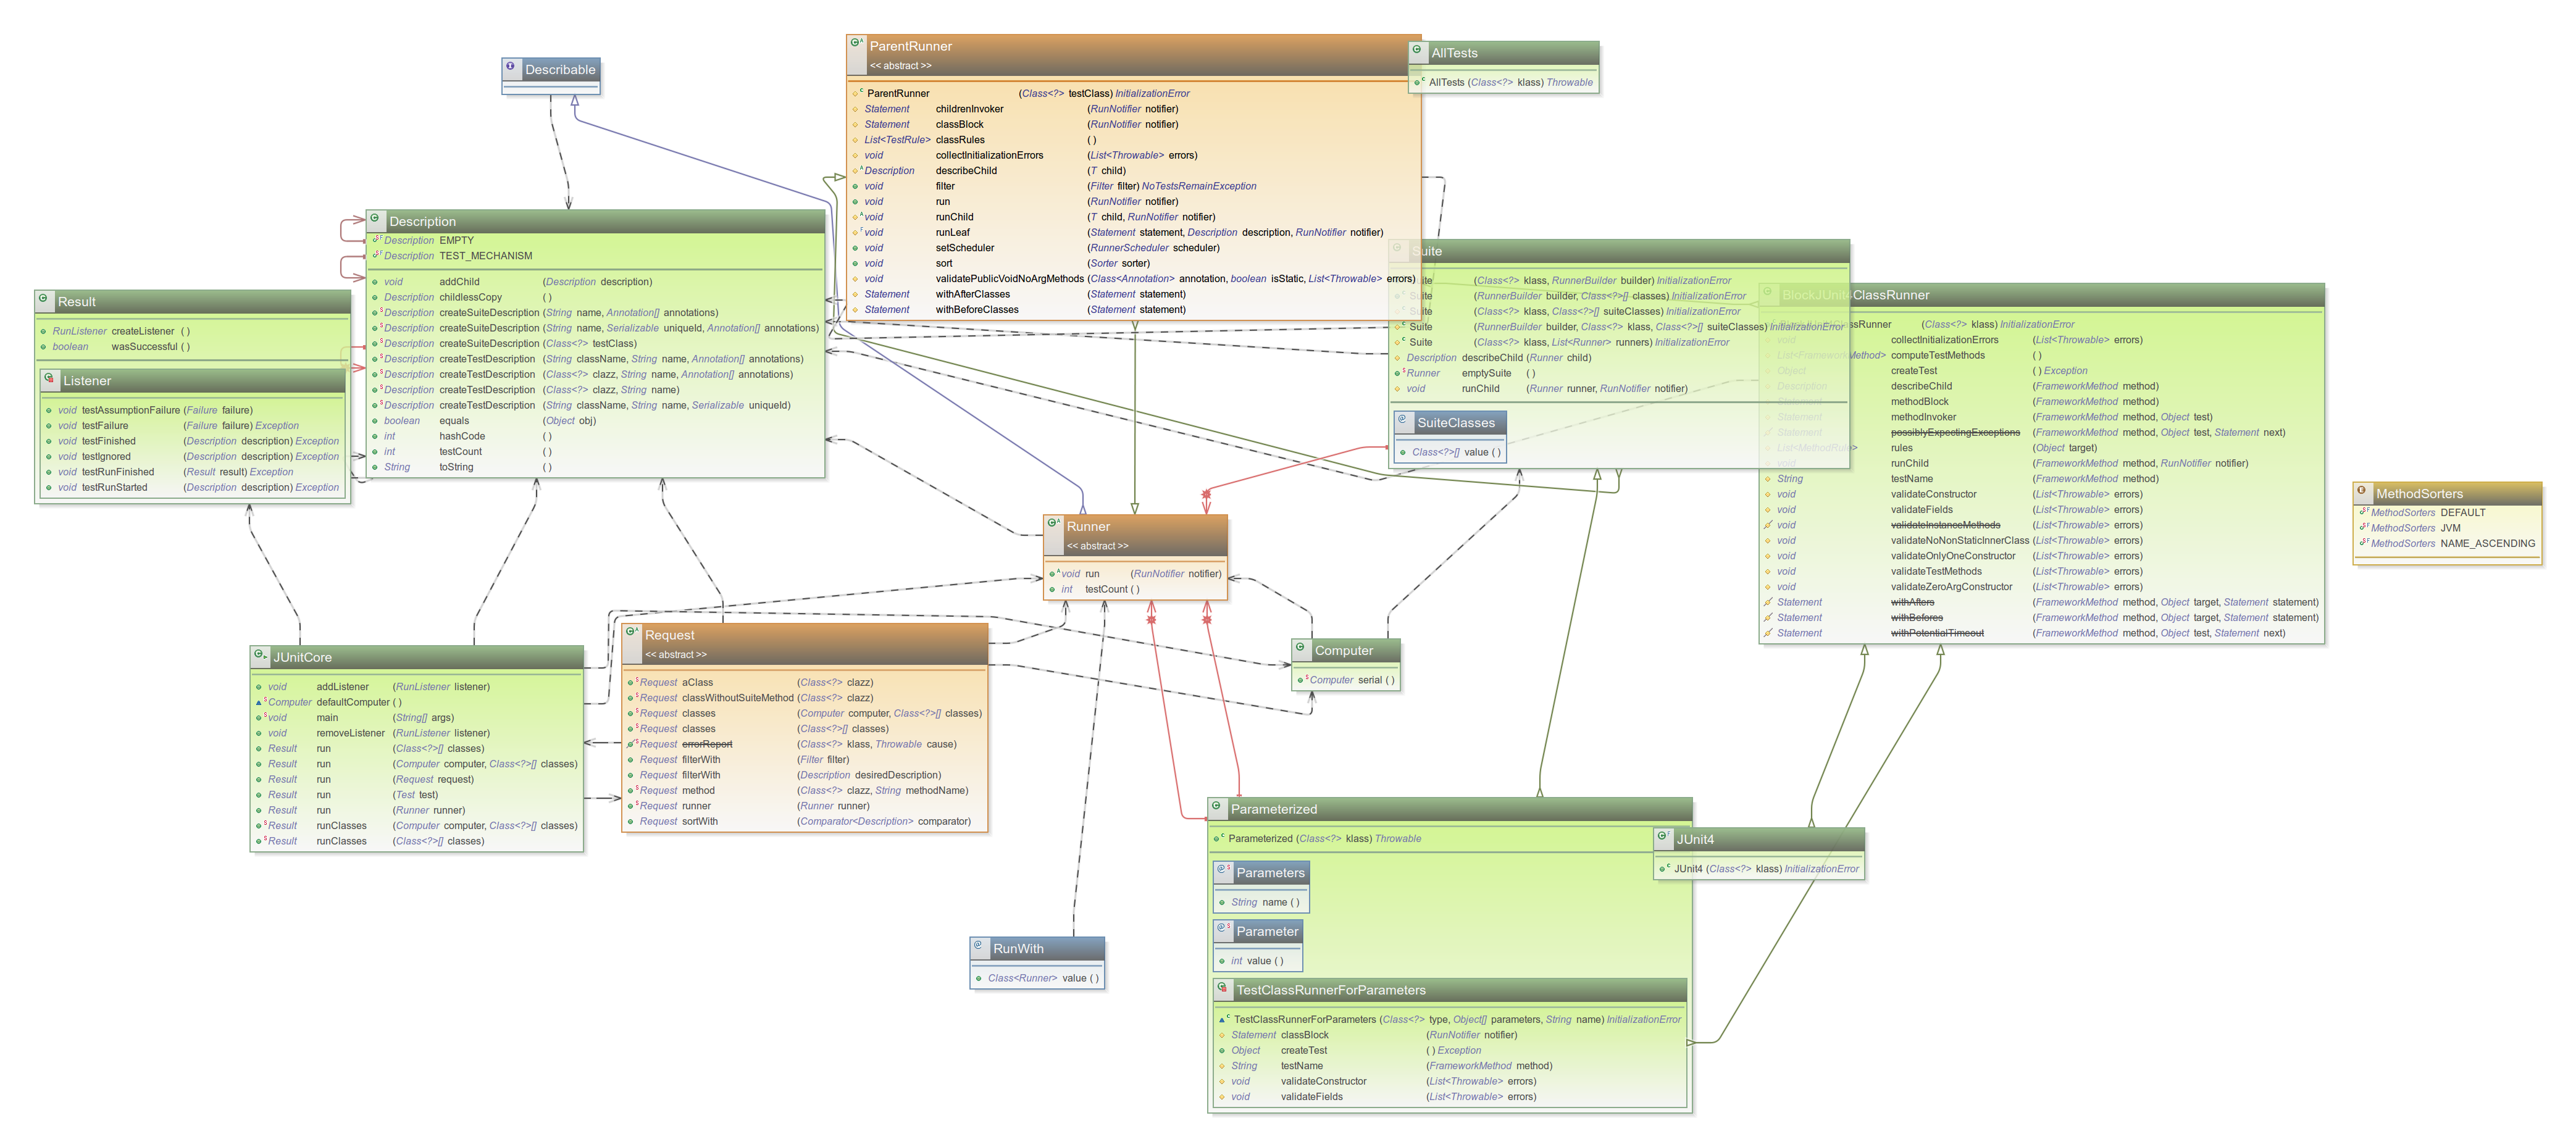 Describable
ParentRunner
<< abstract >>
ParentRunner (Class<?> testClass) InitializationError
Statement childrenInvoker (RunNotifier notifier)
Statement classBlock (RunNotifier notifier)
List<TestRule> classRules ( )
void collectInitializationErrors (List<Throwable> errors)
Description describeChild (T child)
void filter (Filter filter) NoTestsRemainException
void run (RunNotifier notifier)
void runChild (T child, RunNotifier notifier)
void runLeaf (Statement statement, Description description, RunNotifier notifier)
void setScheduler (RunnerScheduler scheduler)
void sort (Sorter sorter)
void validatePublicVoidNoArgMethods (Class<Annotation> annotation, boolean isStatic, List<Throwable> errors)
Statement withAfterClasses (Statement statement)
Statement withBeforeClasses (Statement statement)
AllTests
AllTests (Class<?> klass) Throwable
Description
Description EMPTY
Description TEST_MECHANISM
void addChild (Description description)
Description childlessCopy ( )
Description createSuiteDescription (String name, Annotation[] annotations)
Description createSuiteDescription (String name, Serializable uniqueId, Annotation[] annotations)
Description createSuiteDescription (Class<?> testClass)
Description createTestDescription (String className, String name, Annotation[] annotations)
Description createTestDescription (Class<?> clazz, String name, Annotation[] annotations)
Description createTestDescription (Class<?> clazz, String name)
Description createTestDescription (String className, String name, Serializable uniqueId)
boolean equals (Object obj)
int hashCode ( )
int testCount ( )
String toString ( )
Result
RunListener createListener ( )
boolean wasSuccessful ( )
Listener
void testAssumptionFailure (Failure failure)
void testFailure (Failure failure) Exception
void testFinished (Description description) Exception
void testIgnored (Description description) Exception
void testRunFinished (Result result) Exception
void testRunStarted (Description description) Exception
Suite
Suite (Class<?> klass, RunnerBuilder builder) InitializationError
Suite (RunnerBuilder builder, Class<?>[] classes) InitializationError
Suite (Class<?> klass, Class<?>[] suiteClasses) InitializationError
Suite (RunnerBuilder builder, Class<?> klass, Class<?>[] suiteClasses) InitializationError
Suite (Class<?> klass, List<Runner> runners) InitializationError
Description describeChild (Runner child)
Runner emptySuite ( )
void runChild (Runner runner, RunNotifier notifier)
SuiteClasses
Class<?>[] value ( )
BlockJUnit4ClassRunner
ClassRunner (Class<?> klass) InitializationError
void collectInitializationErrors (List<Throwable> errors)
List<FrameworkMethod> computeTestMethods ( )
Object createTest ( ) Exception
Description describeChild (FrameworkMethod method)
Statement methodBlock (FrameworkMethod method)
Statement methodInvoker (FrameworkMethod method, Object test)
Statement possiblyExpectingExceptions (FrameworkMethod method, Object test, Statement next)
List<MethodRule> rules (Object target)
void runChild (FrameworkMethod method, RunNotifier notifier)
String testName (FrameworkMethod method)
void validateConstructor (List<Throwable> errors)
void validateFields (List<Throwable> errors)
void validateInstanceMethods (List<Throwable> errors)
void validateNoNonStaticInnerClass (List<Throwable> errors)
void validateOnlyOneConstructor (List<Throwable> errors)
void validateTestMethods (List<Throwable> errors)
void validateZeroArgConstructor (List<Throwable> errors)
Statement withAfters (FrameworkMethod method, Object target, Statement statement)
Statement withBefores (FrameworkMethod method, Object target, Statement statement)
Statement withPotentialTimeout (FrameworkMethod method, Object test, Statement next)
MethodSorters
MethodSorters DEFAULT
MethodSorters JVM
MethodSorters NAME_ASCENDING
Runner
<< abstract >>
void run (RunNotifier notifier)
int testCount ( )
JUnitCore
void addListener (RunListener listener)
Computer defaultComputer ( )
void main (String[] args)
void removeListener (RunListener listener)
Result run (Class<?>[] classes)
Result run (Computer computer, Class<?>[] classes)
Result run (Request request)
Result run (Test test)
Result run (Runner runner)
Result runClasses (Computer computer, Class<?>[] classes)
Result runClasses (Class<?>[] classes)
Request
<< abstract >>
Request aClass (Class<?> clazz)
Request classWithoutSuiteMethod (Class<?> clazz)
Request classes (Computer computer, Class<?>[] classes)
Request classes (Class<?>[] classes)
Request errorReport (Class<?> klass, Throwable cause)
Request filterWith (Filter filter)
Request filterWith (Description desiredDescription)
Request method (Class<?> clazz, String methodName)
Request runner (Runner runner)
Request sortWith (Comparator<Description> comparator)
Computer
Computer serial ( )
RunWith
Class<Runner> value ( )
Parameterized
Parameterized (Class<?> klass) Throwable
Parameters
String name ( )
Parameter
int value ( )
TestClassRunnerForParameters
TestClassRunnerForParameters (Class<?> type, Object[] parameters, String name) InitializationError
Statement classBlock (RunNotifier notifier)
Object createTest ( ) Exception
String testName (FrameworkMethod method)
void validateConstructor (List<Throwable> errors)
void validateFields (List<Throwable> errors)
JUnit4
JUnit4 (Class<?> klass) InitializationError